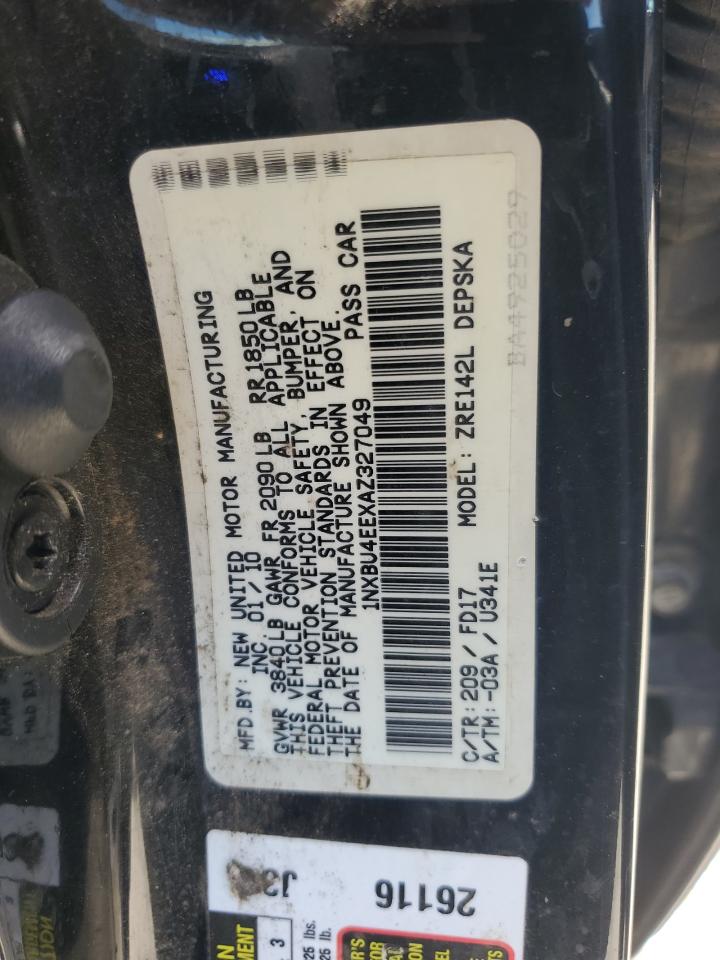 MFD.BY: NEW UNITED MOTOR MANUFACTURING
INC. 01/10
GVWR 3840LB GAWR FR 2090LB RR1850LB
THIS VEHICLE CONFORMS TO ALL APPLICABLE
FEDERAL MOTOR VEHICLE SAFETY, BUMPER, AND
THEFT PREVENTION STANDARDS IN EFFECT ON
THE DATE OF MANUFACTURE SHOWN ABOVE.
1NXBU4EEXAZ327049 PASS CAR
C/TR: 209 / FD17 MODEL: ZRE142L DEPSKA
A/TM: -03A / U341E
BA4925029
26116